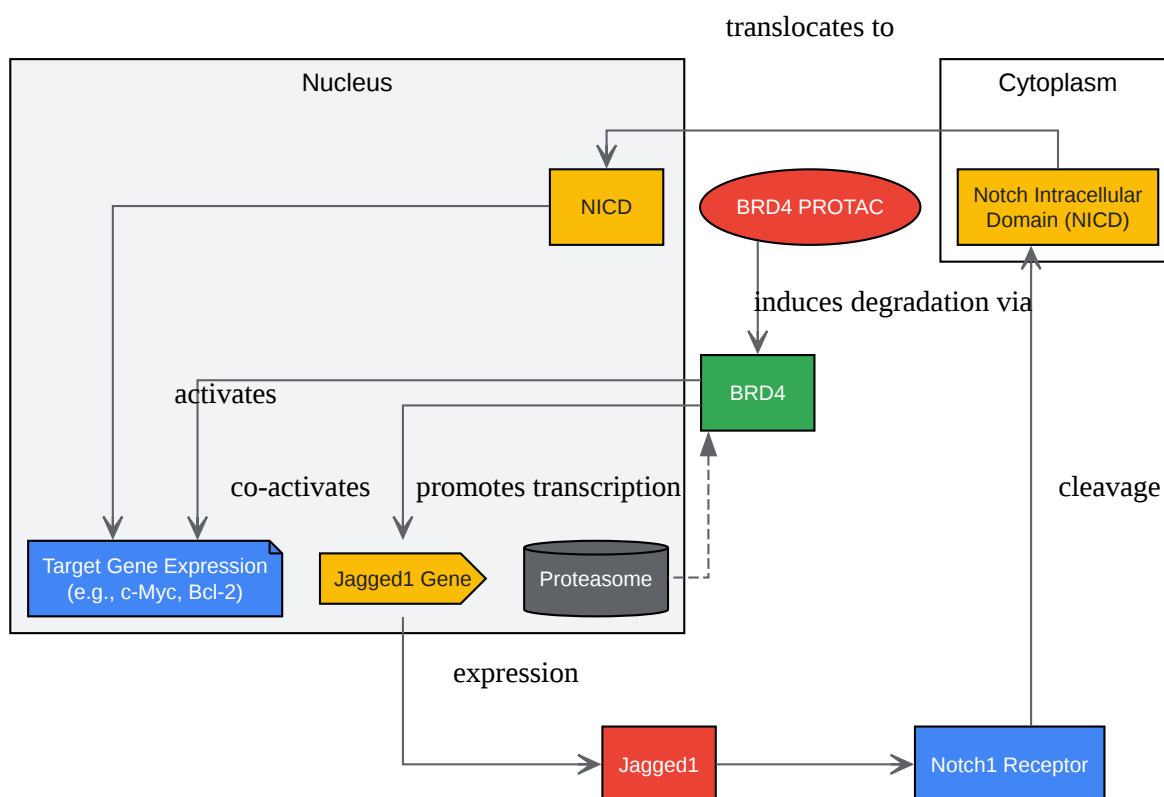 translocates to
Nucleus
Cytoplasm
NICD
BRD4 PROTAC
Notch Intracellular
Domain (NICD)
induces degradation via
activates
BRD4
co-activates
promotes transcription
cleavage
Target Gene Expression
(e.g., c-Myc, Bcl-2)
Jagged1 Gene
Proteasome
expression
Jagged1
Notch1 Receptor